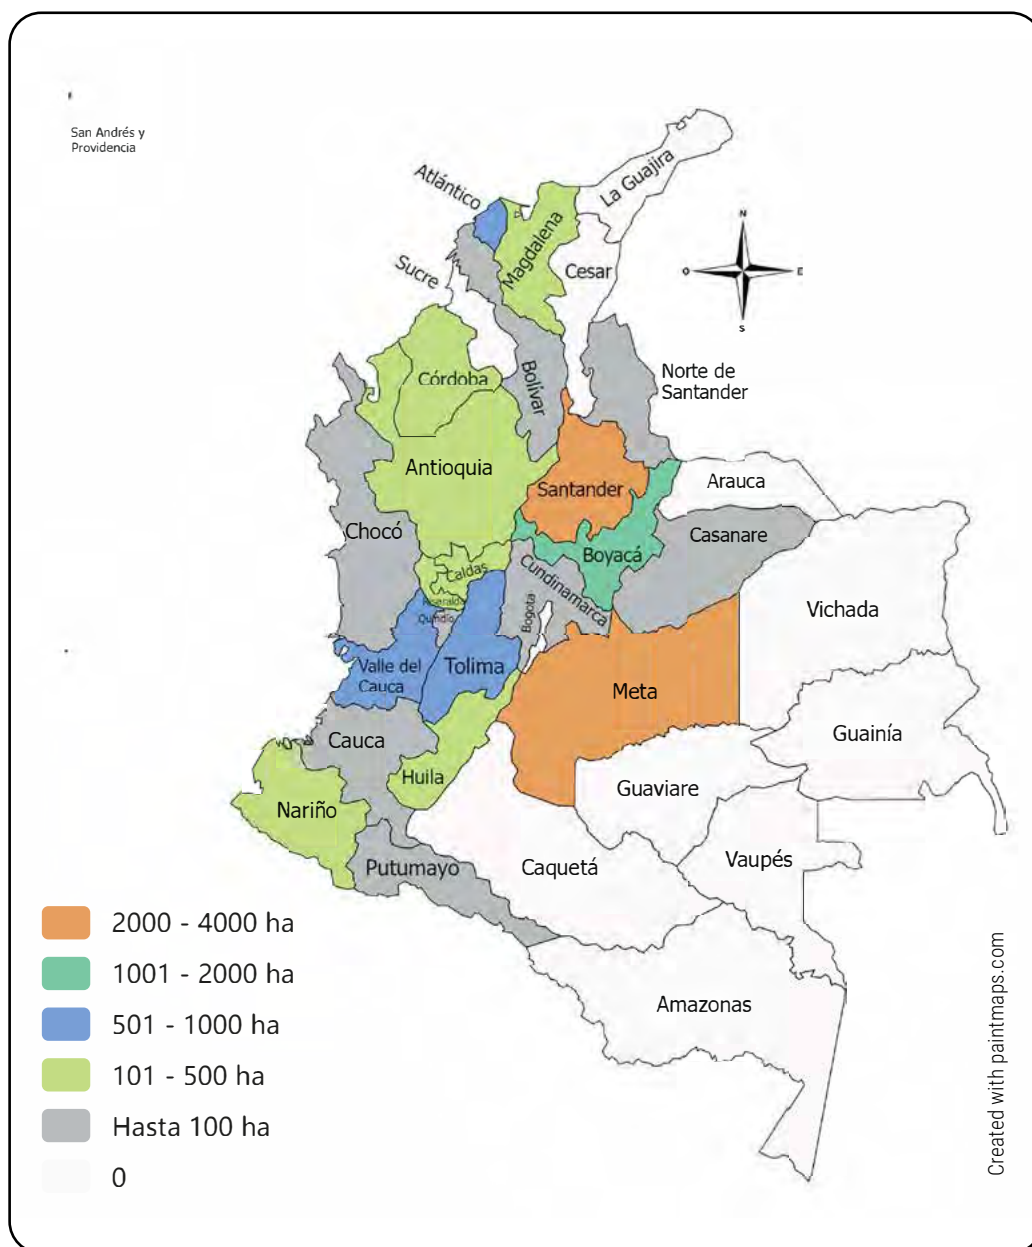 San Andrés y
Providencia
Atlántico
La Guajira
Magdalena
Cesar
Sucre
N
O
E
S
Norte de
Santander
Córdoba
Bolívar
Antioquia
Santander
Arauca
Chocó
Boyacá
Casanare
Caldas
Cundinamarca
Risaralda
Quindío
Bogota
Vichada
Valle del
Cauca
Tolima
Meta
Guainía
Cauca
Huila
Guaviare
Nariño
Putumayo
Caquetá
Vaupés
Amazonas
2000 - 4000 ha
1001 - 2000 ha
501 - 1000 ha
101 - 500 ha
Hasta 100 ha
0
Created with paintmaps.com